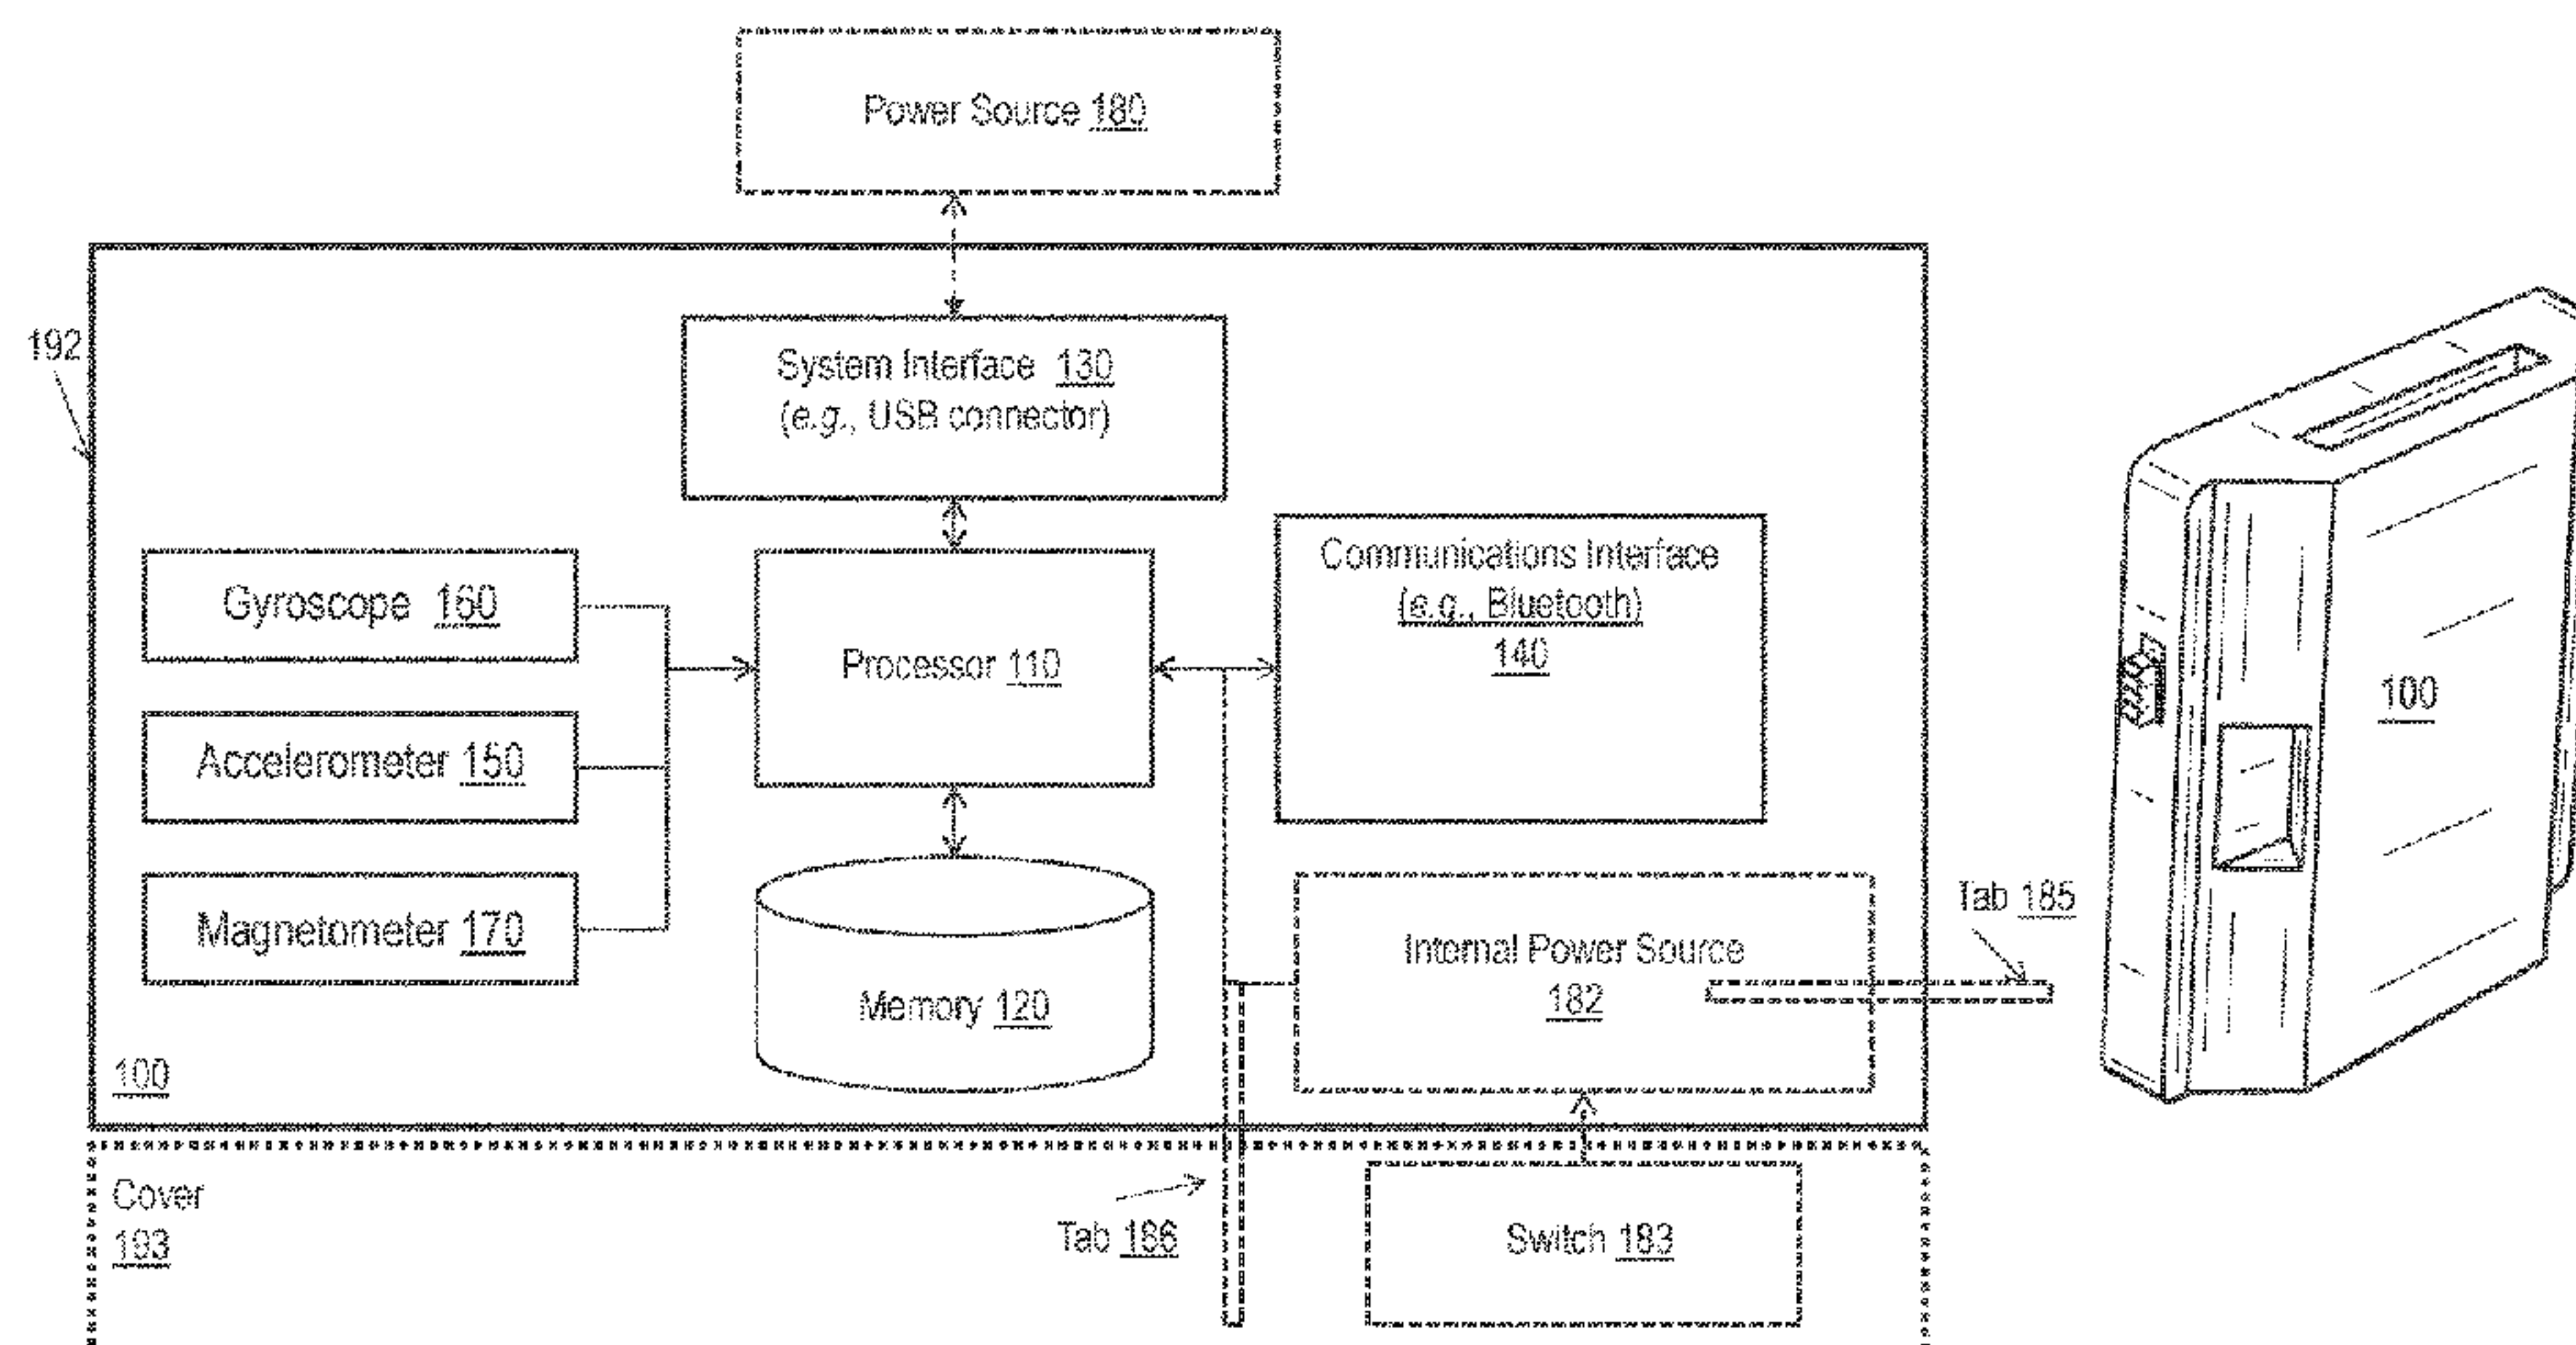 Power Source 180
192
System Interface 130
(e.g., USB connector)
Gyroscope 160
Processor 110
Communications Interface
(e.g., Bluetooth)
140
Accelerometer 150
100
Magnetometer 170
Memory 120
Internal Power Source
182
Tab 185
100
Cover
193
Tab 186
Switch 183